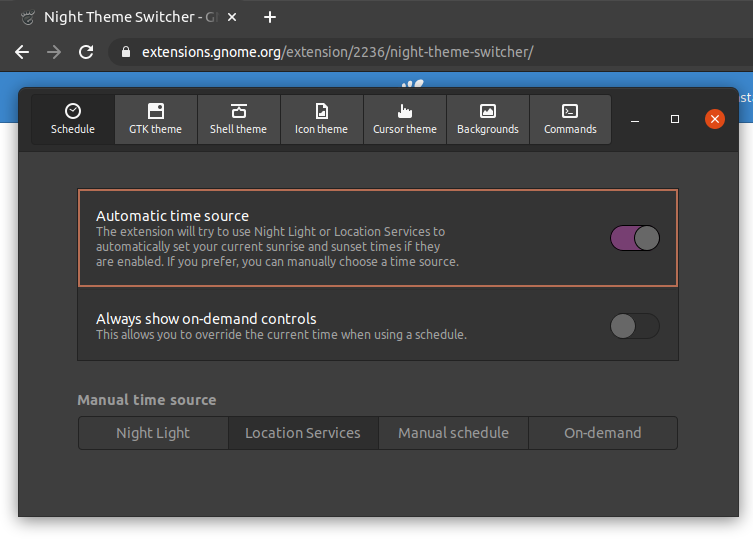 Night Theme Switcher - G
extensions.gnome.org/extension/2236/night-theme-switcher/
Schedule
GTK theme
Shell theme
Icon theme
Cursor theme
Backgrounds
Commands
Automatic time source
The extension will try to use Night Light or Location Services to
automatically set your current sunrise and sunset times if they
are enabled. If you prefer, you can manually choose a time source.
Always show on-demand controls
This allows you to override the current time when using a schedule.
Manual time source
Night Light
Location Services
Manual schedule
On-demand